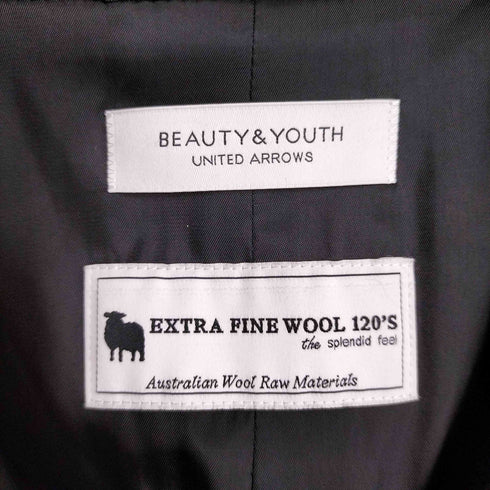 BEAUTY&YOUTH
UNITED ARROWS
EXTRA FINE WOOL 120'S
the splendid feel
Australian Wool Raw Materials